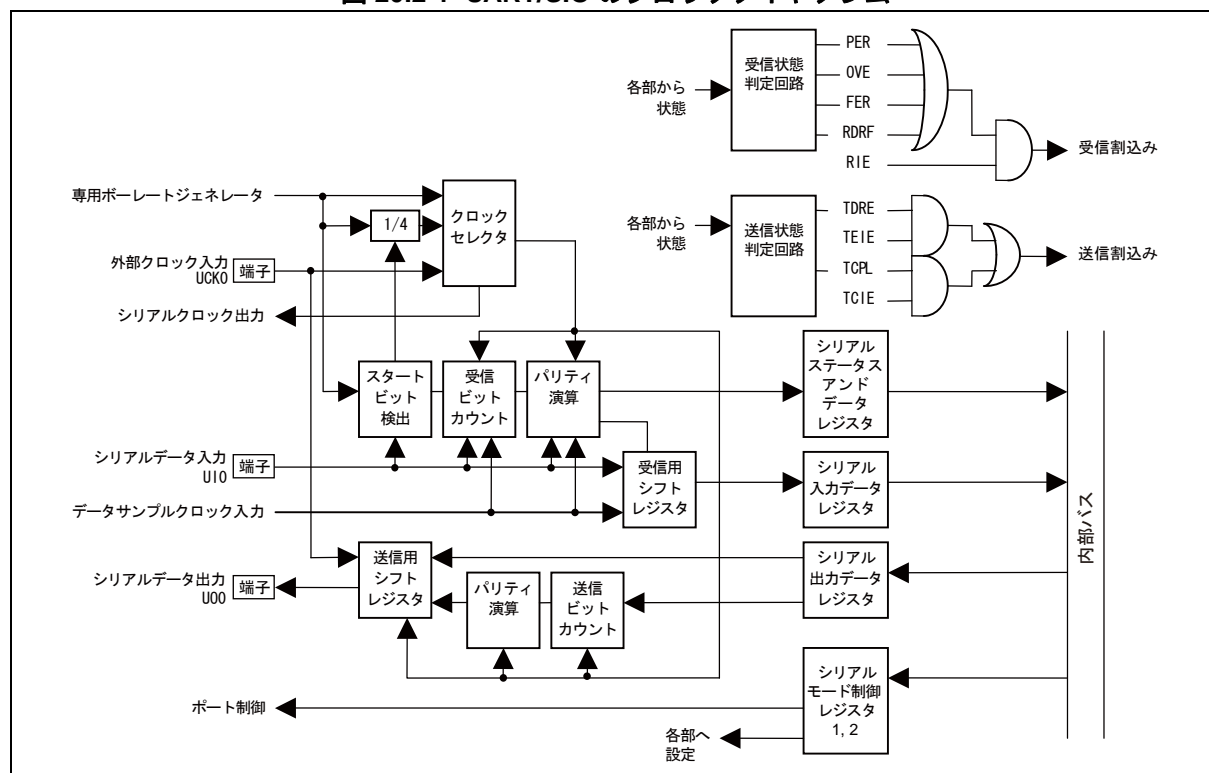 図 20.2-1 UART/SIO のブロックダイヤグラム
各部から
状態
受信状態
判定回路
PER
OVE
FER
RDRF
RIE
受信割込み
各部から
状態
送信状態
判定回路
TDRE
TEIE
TCPL
TCIE
送信割込み
専用ボーレートジェネレータ
1/4
クロック
セレクタ
外部クロック入力
UCK0
端子
シリアルクロック出力
スタート
ビット
検出
受信
ビット
カウント
パリティ
演算
シリアル
ステータス
アンド
データ
レジスタ
シリアルデータ入力
UI0
端子
受信用
シフト
レジスタ
シリアル
入力データ
レジスタ
データサンプルクロック入力
内部バス
シリアルデータ出力
UO0
端子
送信用
シフト
レジスタ
パリティ
演算
送信
ビット
カウント
シリアル
出力データ
レジスタ
ポート制御
シリアル
モード制御
レジスタ
1, 2
各部へ
設定